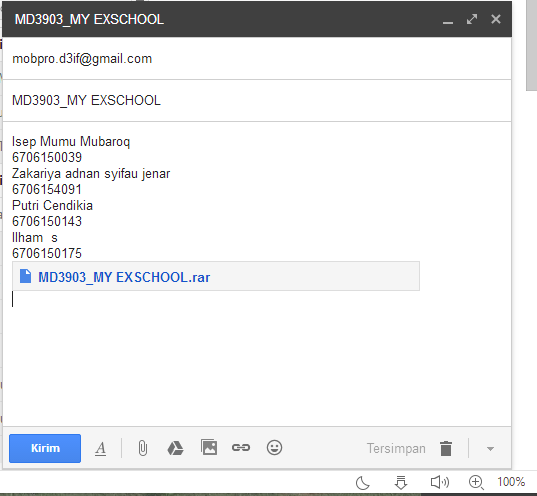 MD3903_MY EXSCHOOL
mobpro.d3if@gmail.com
MD3903_MY EXSCHOOL
Isep Mumu Mubaroq
6706150039
Zakariya adnan syifau jenar
6706154091
Putri Cendikia
6706150143
Ilham  s
6706150175
MD3903_MY EXSCHOOL.rar
Kirim
A
Tersimpan
100%